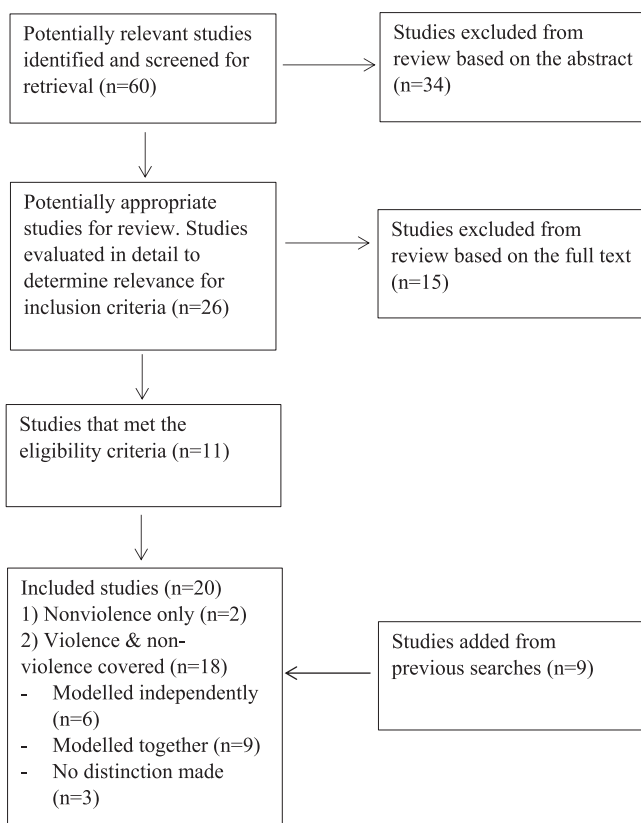 Potentially relevant studies
identified and screened for
retrieval (n=60)
Studies excluded from
review based on the abstract
(n=34)
Potentially appropriate
studies for review. Studies
evaluated in detail to
determine relevance for
inclusion criteria (n=26)
Studies excluded from
review based on the full text
(n=15)
Studies that met the
eligibility criteria (n=11)
Included studies (n=20)
1) Nonviolence only (n=2)
2) Violence & non-
violence covered (n=18)
- Modelled independently
(n=6)
- Modelled together (n=9)
- No distinction made
(n=3)
Studies added from
previous searches (n=9)